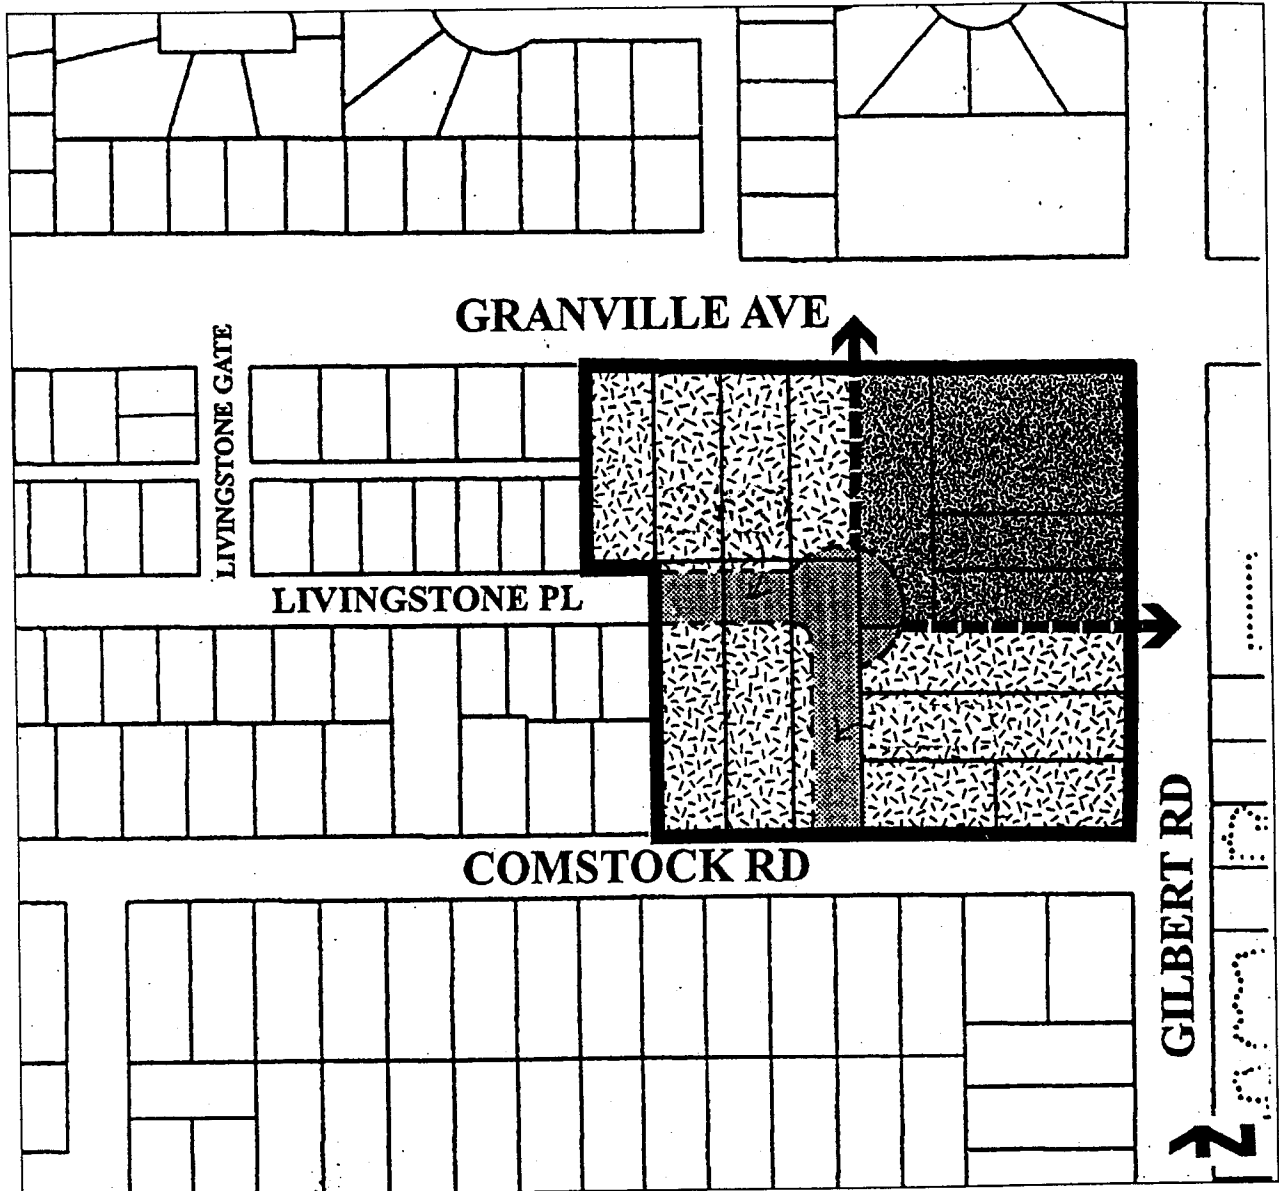 GRANVILLE AVE
LIVINGSTONE GATE
LIVINGSTONE PL
COMSTOCK RD
GILBERT RD
Z